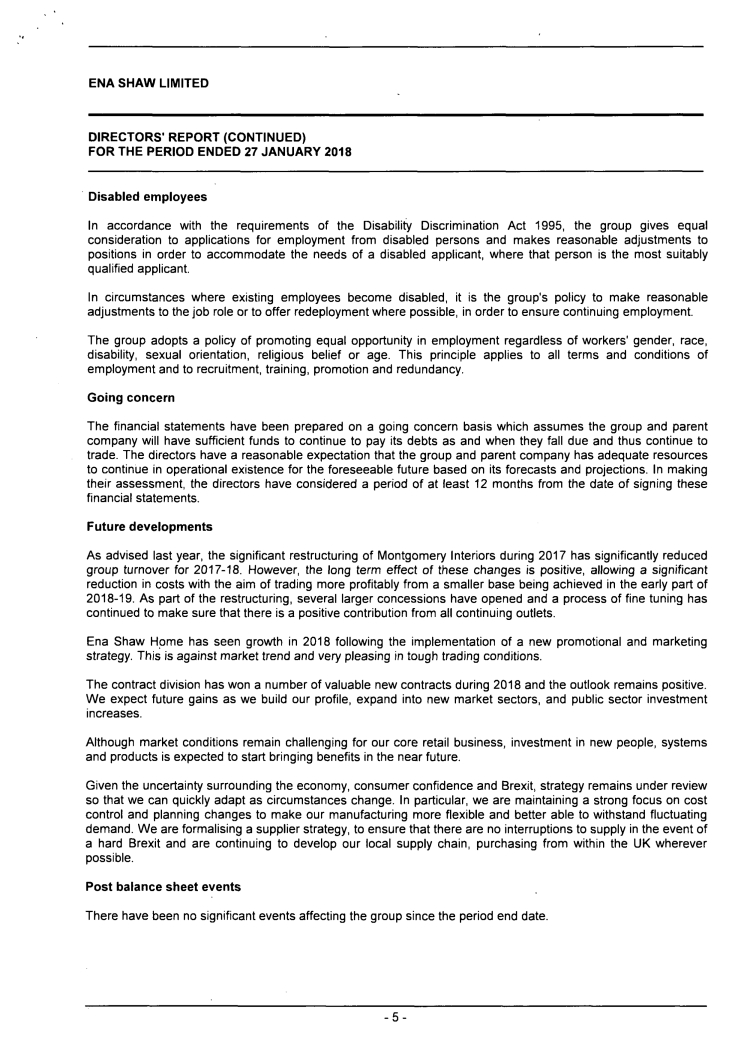 ENA SHAW LIMITED
DIRECTORS' REPORT (CONTINUED)
FOR THE PERIOD ENDED 27 JANUARY 2018
Disabled employees
In accordance with the requirements of the Disability Discrimination Act 1995, the group gives equal
consideration to applications for employment from disabled persons and makes reasonable adjustments to
positions in order to accommodate the needs of a disabled applicant, where that person is the most suitably
qualified applicant.
In circumstances where existing employees become disabled, it is the group's policy to make reasonable
adjustments to the job role or to offer redeployment where possible, in order to ensure continuing employment.
The group adopts a policy of promoting equal opportunity in employment regardless of workers' gender, race,
disability, sexual orientation, religious belief or age. This principle applies to all terms and conditions of
employment and to recruitment, training, promotion and redundancy.
Going concern
The financial statements have been prepared on a going concern basis which assumes the group and parent
company will have sufficient funds to continue to pay its debts as and when they fall due and thus continue to
trade. The directors have a reasonable expectation that the group and parent company has adequate resources
to continue in operational existence for the foreseeable future based on its forecasts and projections. In making
their assessment, the directors have considered a period of at least 12 months from the date of signing these
financial statements.
Future developments
As advised last year, the significant restructuring of Montgomery Interiors during 2017 has significantly reduced
group turnover for 2017-18. However, the long term effect of these changes is positive, allowing a significant
reduction in costs with the aim of trading more profitably from a smaller base being achieved in the early part of
2018-19. As part of the restructuring, several larger concessions have opened and a process of fine tuning has
continued to make sure that there is a positive contribution from all continuing outlets.
Ena Shaw Home has seen growth in 2018 following the implementation of a new promotional and marketing
strategy. This is against market trend and very pleasing in tough trading conditions.
The contract division has won a number of valuable new contracts during 2018 and the outlook remains positive.
We expect future gains as we build our profile, expand into new market sectors, and public sector investment
increases.
Although market conditions remain challenging for our core retail business, investment in new people, systems
and products is expected to start bringing benefits in the near future.
Given the uncertainty surrounding the economy, consumer confidence and Brexit, strategy remains under review
so that we can quickly adapt as circumstances change. In particular, we are maintaining a strong focus on cost
control and planning changes to make our manufacturing more flexible and better able to withstand fluctuating
demand. We are formalising a supplier strategy, to ensure that there are no interruptions to supply in the event of
a hard Brexit and are continuing to develop our local supply chain, purchasing from within the UK wherever
possible.
Post balance sheet events
There have been no significant events affecting the group since the period end date.
- 5 -